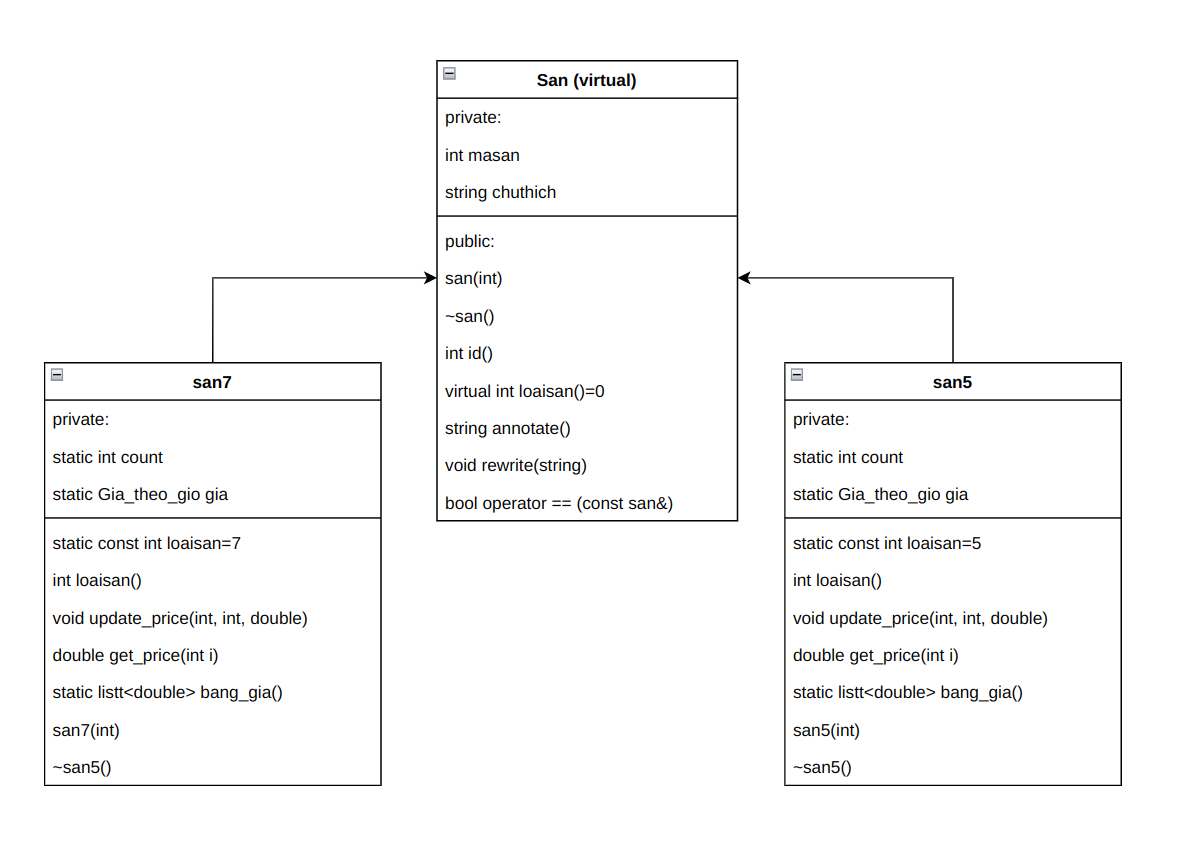 San (virtual)
private:
int masan
string chuthich
public:
san(int)
~san()
int id()
virtual int loaisan()=0
string annotate()
void rewrite(string)
bool operator == (const san&)
san7
private:
static int count
static Gia_theo_gio gia
static const int loaisan=7
int loaisan()
void update_price(int, int, double)
double get_price(int i)
static listt<double> bang_gia()
san7(int)
~san5()
san5
private:
static int count
static Gia_theo_gio gia
static const int loaisan=5
int loaisan()
void update_price(int, int, double)
double get_price(int i)
static listt<double> bang_gia()
san5(int)
~san5()